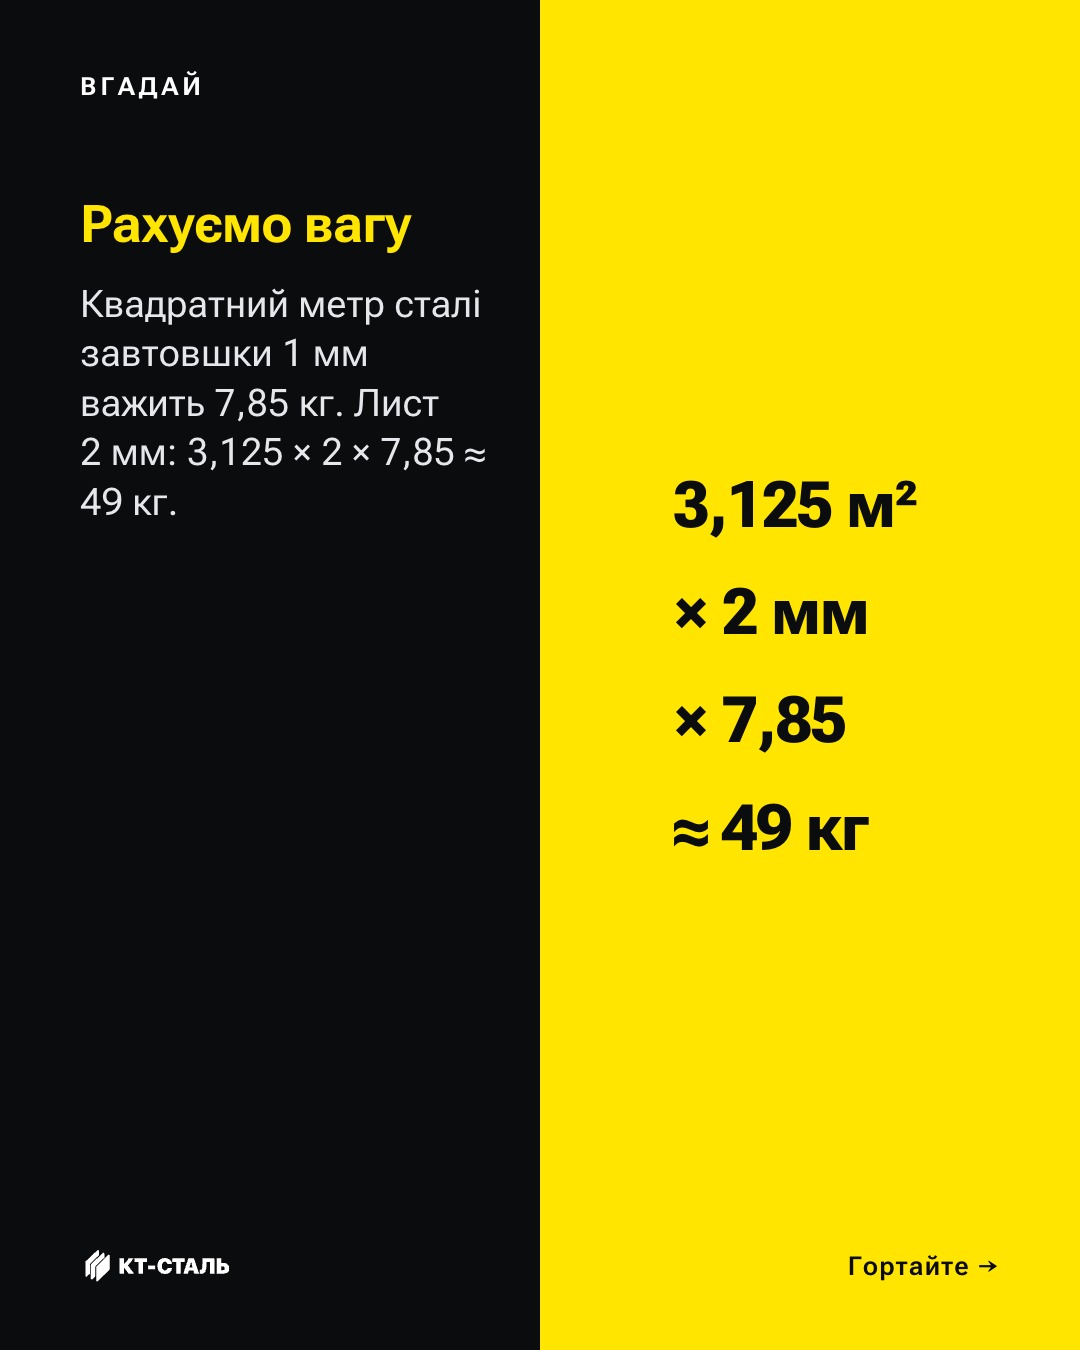 ВГАДАЙ
Рахуємо вагу
Квадратний метр сталі
завтовшки 1 мм
важить 7,85 кг. Лист
2 мм: 3,125 × 2 × 7,85 ≈
49 кг.
3,125 м²
× 2 мм
× 7,85
≈ 49 кг
КТ-СТАЛЬ
Гортайте →